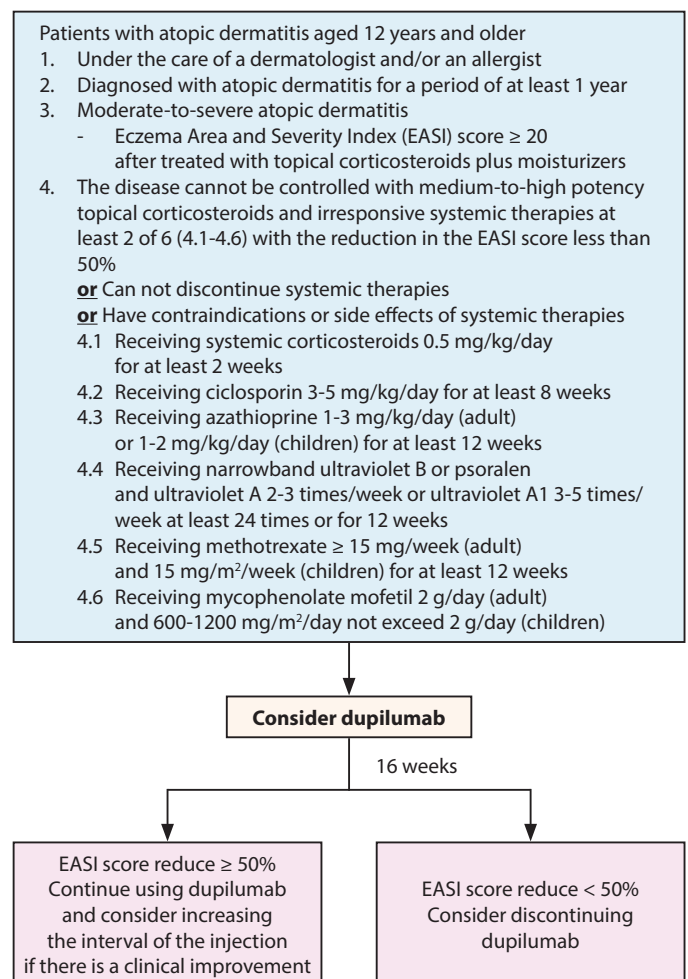 Patients with atopic dermatitis aged 12 years and older
1. Under the care of a dermatologist and/or an allergist
2. Diagnosed with atopic dermatitis for a period of at least 1 year
3. Moderate-to-severe atopic dermatitis
- Eczema Area and Severity Index (EASI) score ≥ 20
after treated with topical corticosteroids plus moisturizers
4. The disease cannot be controlled with medium-to-high potency
topical corticosteroids and irresponsive systemic therapies at
least 2 of 6 (4.1-4.6) with the reduction in the EASI score less than
50%
or Can not discontinue systemic therapies
or Have contraindications or side effects of systemic therapies
4.1 Receiving systemic corticosteroids 0.5 mg/kg/day
for at least 2 weeks
4.2 Receiving ciclosporin 3-5 mg/kg/day for at least 8 weeks
4.3 Receiving azathioprine 1-3 mg/kg/day (adult)
or 1-2 mg/kg/day (children) for at least 12 weeks
4.4 Receiving narrowband ultraviolet B or psoralen
and ultraviolet A 2-3 times/week or ultraviolet A1 3-5 times/
week at least 24 times or for 12 weeks
4.5 Receiving methotrexate ≥ 15 mg/week (adult)
and 15 mg/m²/week (children) for at least 12 weeks
4.6 Receiving mycophenolate mofetil 2 g/day (adult)
and 600-1200 mg/m²/day not exceed 2 g/day (children)
Consider dupilumab
16 weeks
EASI score reduce ≥ 50%
Continue using dupilumab
and consider increasing
the interval of the injection
if there is a clinical improvement
EASI score reduce < 50%
Consider discontinuing
dupilumab